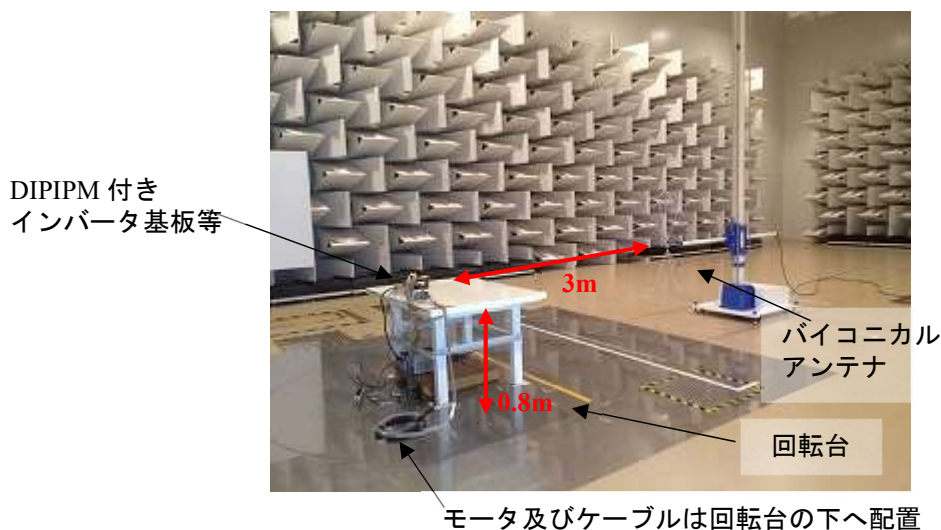 DIPIPM 付き
インバータ基板等
3m
バイコニカル
アンテナ
0.8m
回転台
モータ及びケーブルは回転台の下へ配置